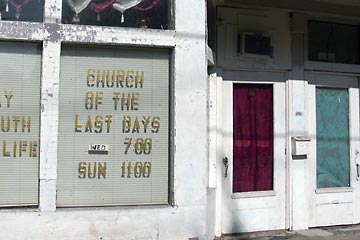 Y
UTH
LIFE
CHURCH
OF THE
LAST DAYS
WED 7:00
SUN 11:00